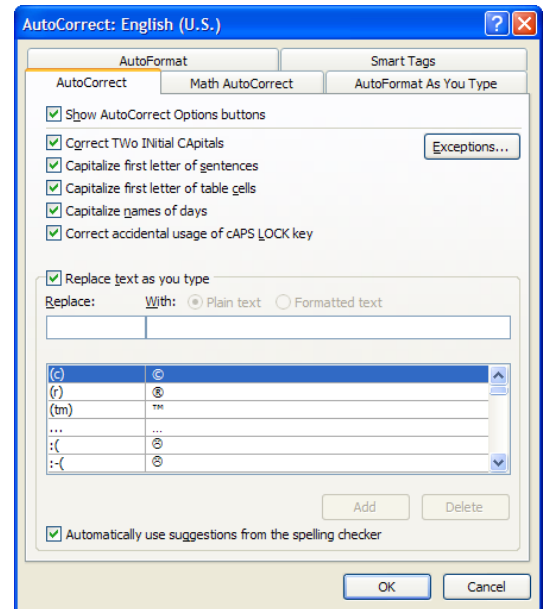 AutoCorrect: English (U.S.)
AutoFormat Smart Tags
AutoCorrect Math AutoCorrect AutoFormat As You Type
Show AutoCorrect Options buttons
Correct TWo INitial CApitals Exceptions...
Capitalize first letter of sentences
Capitalize first letter of table cells
Capitalize names of days
Correct accidental usage of cAPS LOCK key
Replace text as you type
Replace: With: Plain text Formatted text
(c) ©
(r) ®
(tm) ™
... …
:( ☹
:-( ☹
Add Delete
Automatically use suggestions from the spelling checker
OK Cancel